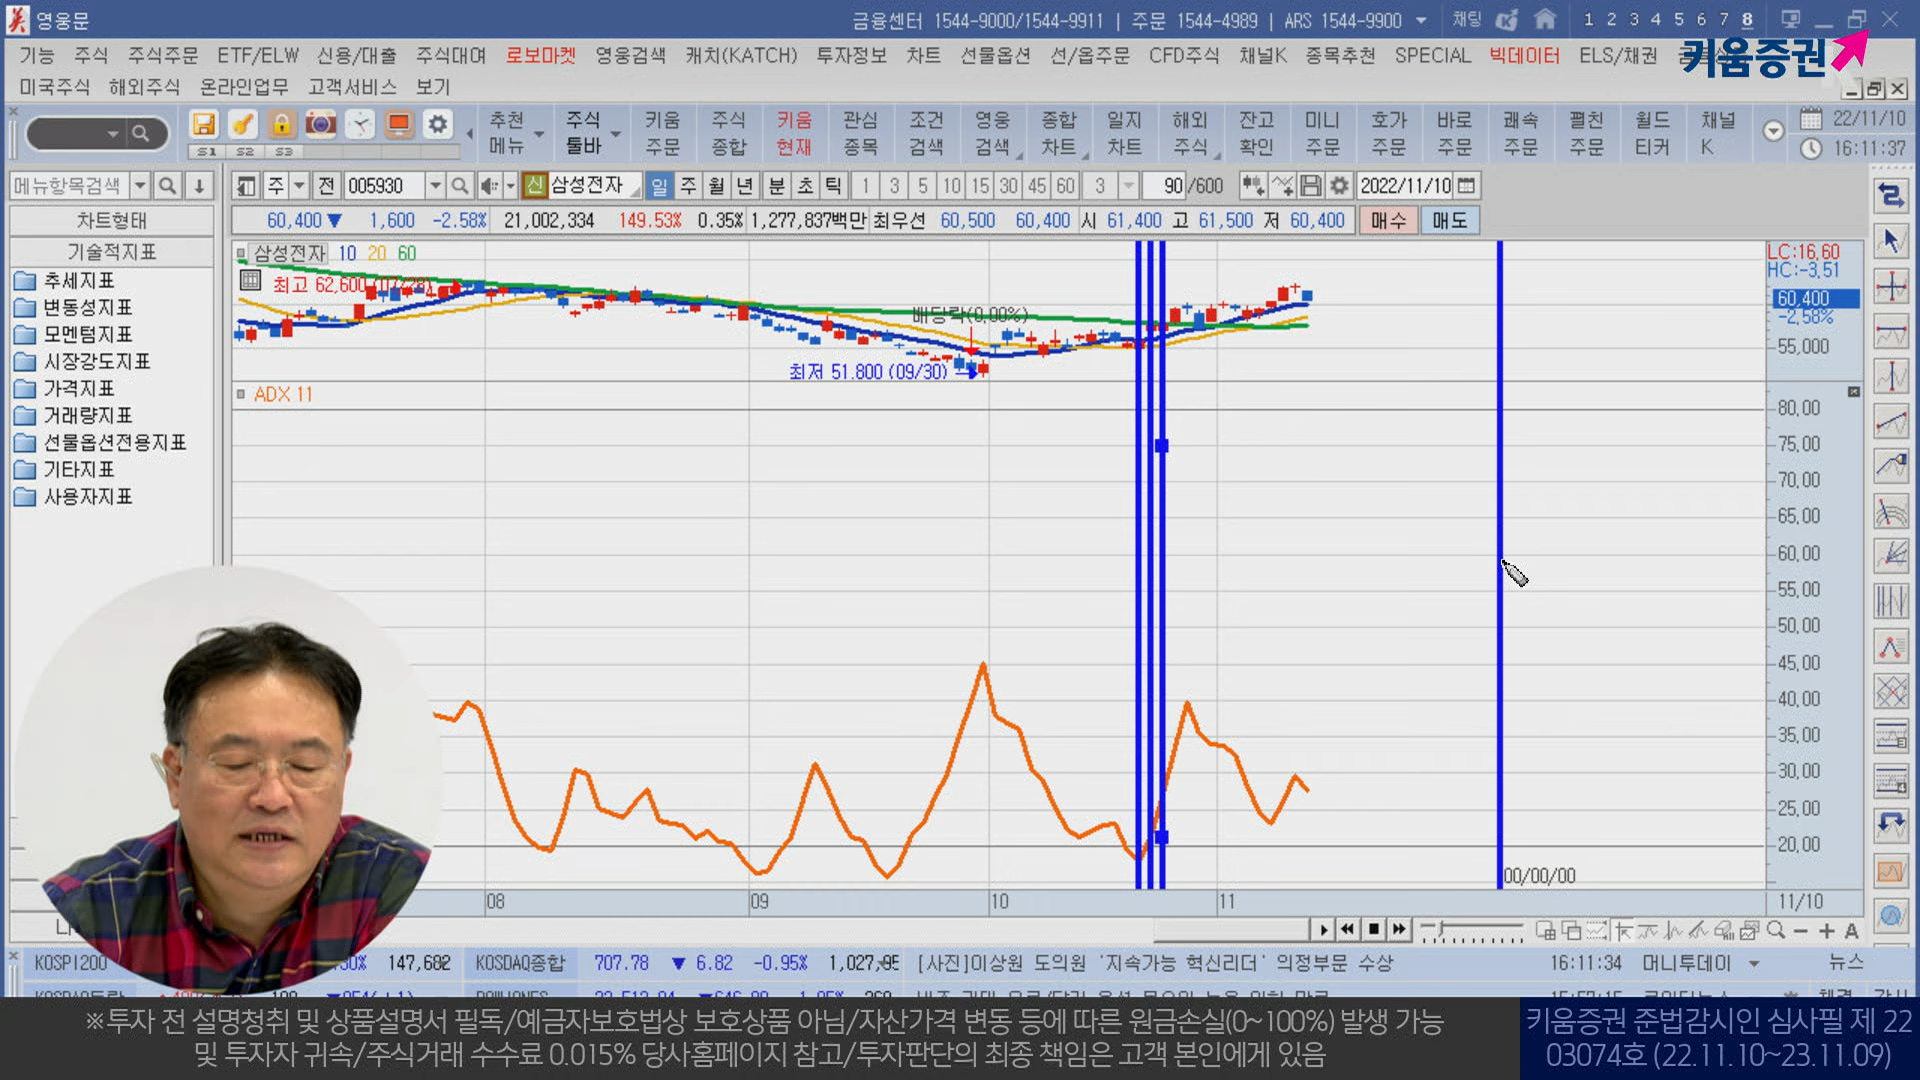 영웅문
금융센터 1544-9000/1544-9911 | 주문 1544-4989 | ARS 1544-9900 채팅 1 2 3 4 5 6 7 8
기능 주식 주식주문 ETF/ELW 신용/대출 주식대여 로보마켓 영웅검색 캐치(KATCH) 투자정보 차트 선물옵션 선/옵주문 CFD주식 채널K 종목추천 SPECIAL 빅데이터 ELS/채권
키움증권
미국주식 해외주식 온라인업무 고객서비스 보기
S1 S2 S3
추천 메뉴 주식 툴바 키움 주문 주식 종합 키움 현재 관심 종목 조건 검색 영웅 검색 종합 차트 일지 차트 해외 주식 잔고 확인 미니 주문 호가 주문 바로 주문 쾌속 주문 펼친 주문 월드 티커 채널 K
22/11/10
16:11:37
메뉴항목검색 주 전 005930 신 삼성전자 일 주 월 년 분 초 틱 1 3 5 10 15 30 45 60 3 90 /600 2022/11/10
차트형태
60,400 ▼ 1,600 -2.58% 21,002,334 149.53% 0.35% 1,277,837백만 최우선 60,500 60,400 시 61,400 고 61,500 저 60,400 매수 매도
기술적지표
추세지표
변동성지표
모멘텀지표
시장강도지표
가격지표
거래량지표
선물옵션전용지표
기타지표
사용자지표
삼성전자 10 20 60
최고 62,600 (07/28)
배당락(0.00%)
최저 51.800 (09/30)
LC:16.60
HC:-3.51
60,400
-2.58%
55,000
ADX 11
80,00
75,00
70,00
65,00
60,00
55,00
50,00
45,00
40,00
35,00
30,00
25,00
20,00
00/00/00
08 09 10 11 11/10
KOSPI200 147,682 KOSDAQ종합 707.78 ▼ 6.82 -0.95% [사진]이상원 도의원 '지속가능 혁신리더' 의정부문 수상 16:11:34 머니투데이 뉴스
※투자 전 설명청취 및 상품설명서 필독/예금자보호법상 보호상품 아님/자산가격 변동 등에 따른 원금손실(0~100%) 발생 가능
및 투자자 귀속/주식거래 수수료 0.015% 당사홈페이지 참고/투자판단의 최종 책임은 고객 본인에게 있음
키움증권 준법감시인 심사필 제 22
03074호 (22.11.10~23.11.09)